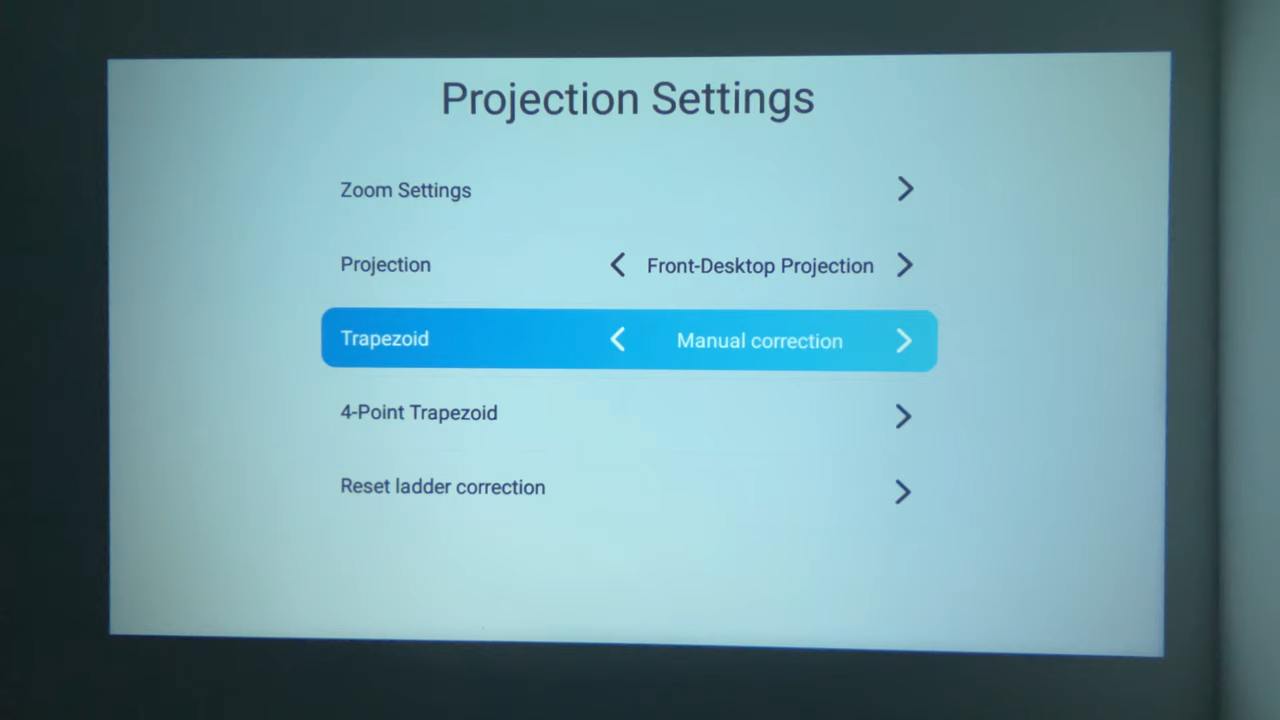 Projection Settings
Zoom Settings
Projection Front-Desktop Projection
Trapezoid Manual correction
4-Point Trapezoid
Reset ladder correction